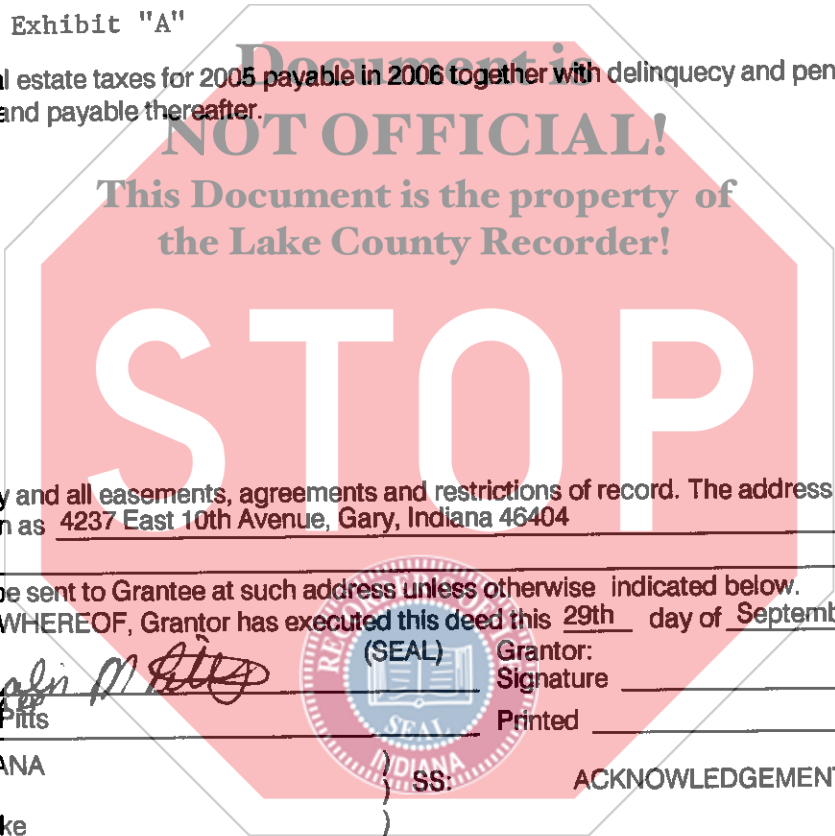 Exhibit "A"
Document is
l estate taxes for 2005 payable in 2006 together with delinquecy and pen
and payable thereafter.
NOT OFFICIAL!
This Document is the property of
the Lake County Recorder!
STOP
y and all easements, agreements and restrictions of record. The address
n as 4237 East 10th Avenue, Gary, Indiana 46404
be sent to Grantee at such address unless otherwise indicated below.
WHEREOF, Grantor has executed this deed this 29th day of Septemb
(SEAL) Grantor:
Signature
Pitts Printed
SEAL
INDIANA
ANA
) SS: ACKNOWLEDGEMENT
ke )